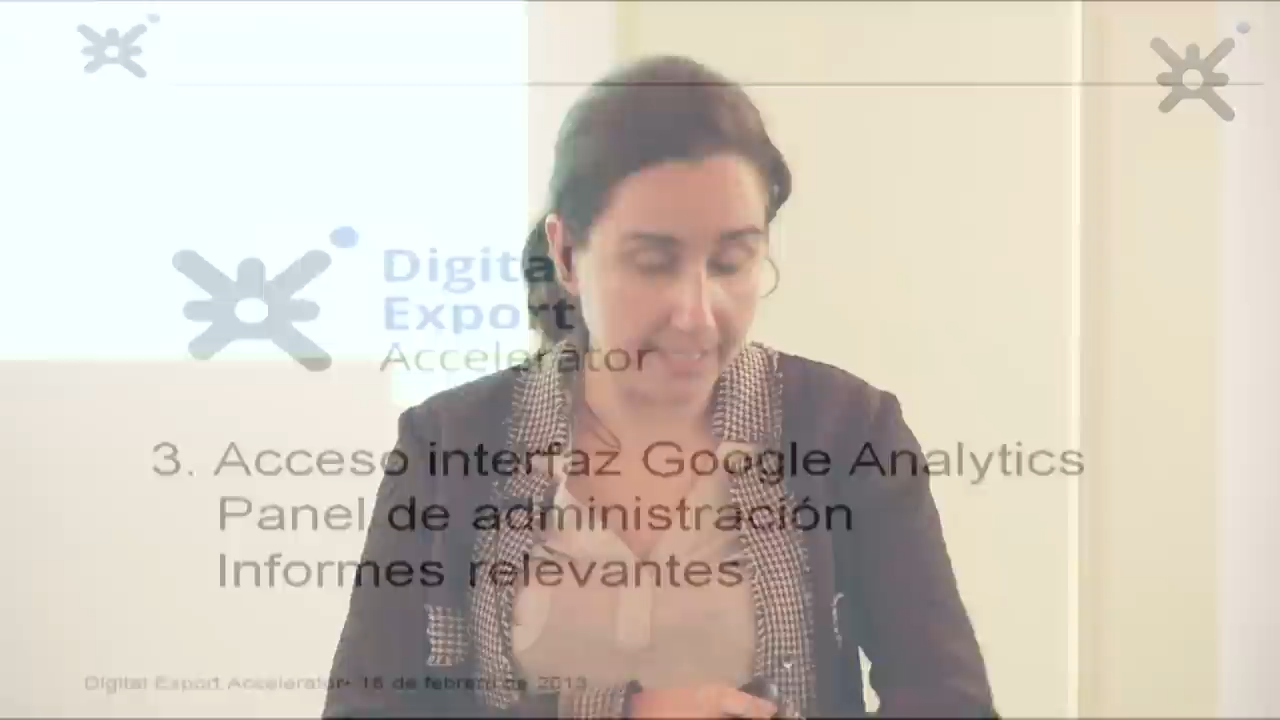 Digital
Export
Accelerator
3. Acceso interfaz Google Analytics
Panel de administración
Informes relevantes
Digital Export Accelerator- 16 de febrero de 2013